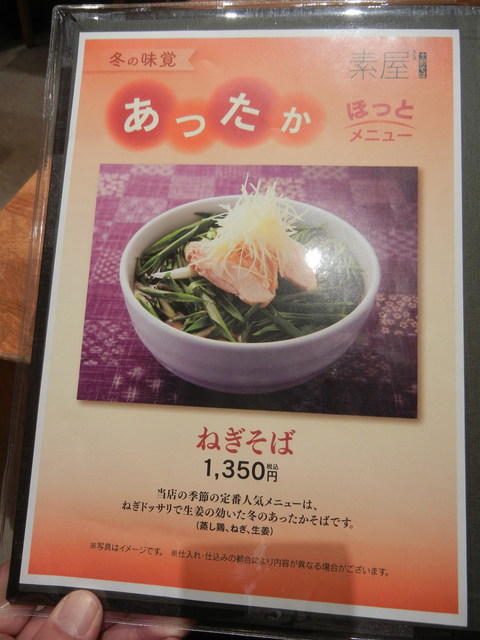 冬の味覚
素屋
あったか
ほっと
メニュー
ねぎそば
1,350円
税込
当店の季節の定番人気メニューは、
ねぎドッサリで生姜の効いた冬のあったかそばです。
(蒸し鶏、ねぎ、生姜)
※写真はイメージです。 ※仕入れ・仕込みの都合により内容が異なる場合がございます。